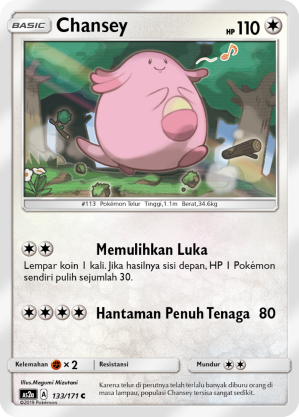 BASIC Chansey HP 110
#113 Pokémon Telur Tinggi,1.1m Berat,34.6kg
Memulihkan Luka
Lempar koin 1 kali. Jika hasilnya sisi depan, HP 1 Pokémon
sendiri pulih sejumlah 30.
Hantaman Penuh Tenaga 80
Kelemahan × 2 Resistansi Mundur
Illus.Megumi Mizutani
AS2a A 133/171 C
©2019 Pokémon
Karena telur di perutnya telah terlalu banyak diburu orang di
masa lampau, populasi Chansey tersisa sangat sedikit.